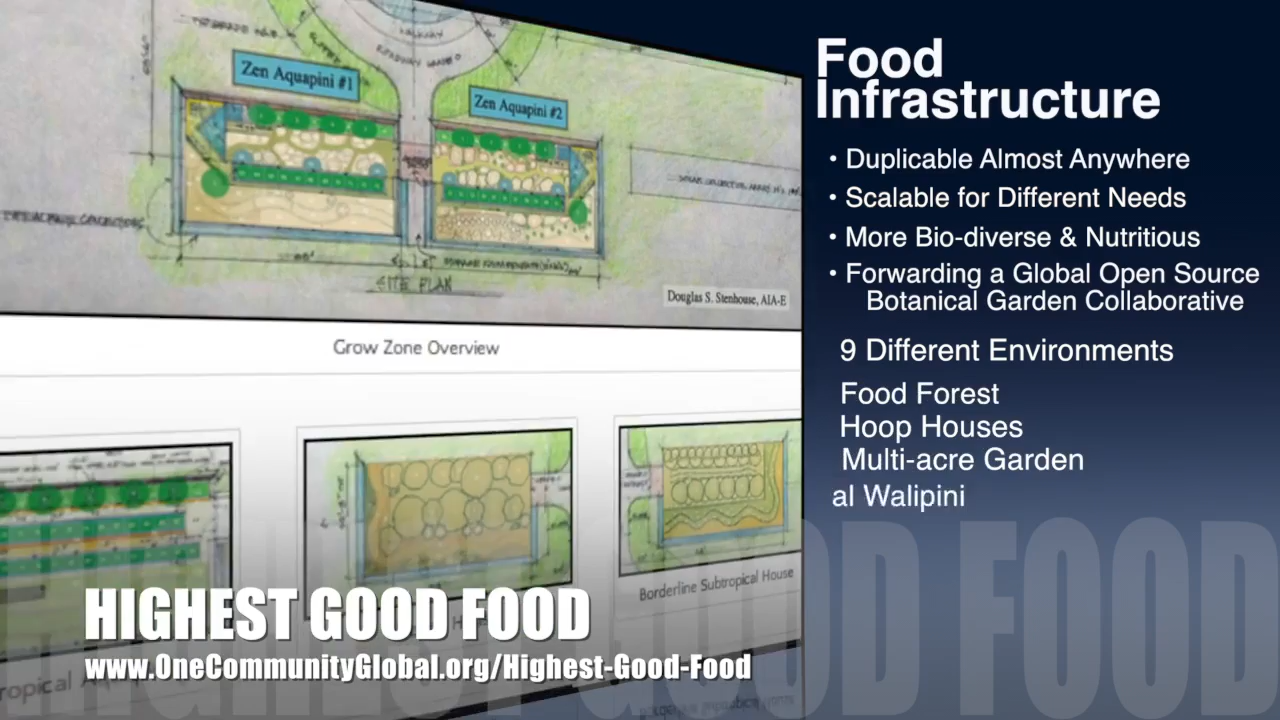 Zen Aquapini #1
Zen Aquapini #2
SITE PLAN
Douglas S. Stenhouse, AIA-E
Grow Zone Overview
Borderline Subtropical House
Food
Infrastructure
• Duplicable Almost Anywhere
• Scalable for Different Needs
• More Bio-diverse & Nutritious
• Forwarding a Global Open Source
Botanical Garden Collaborative
9 Different Environments
Food Forest
Hoop Houses
Multi-acre Garden
al Walipini
HIGHEST GOOD FOOD
HIGHEST GOOD FOOD
www.OneCommunityGlobal.org/Highest-Good-Food